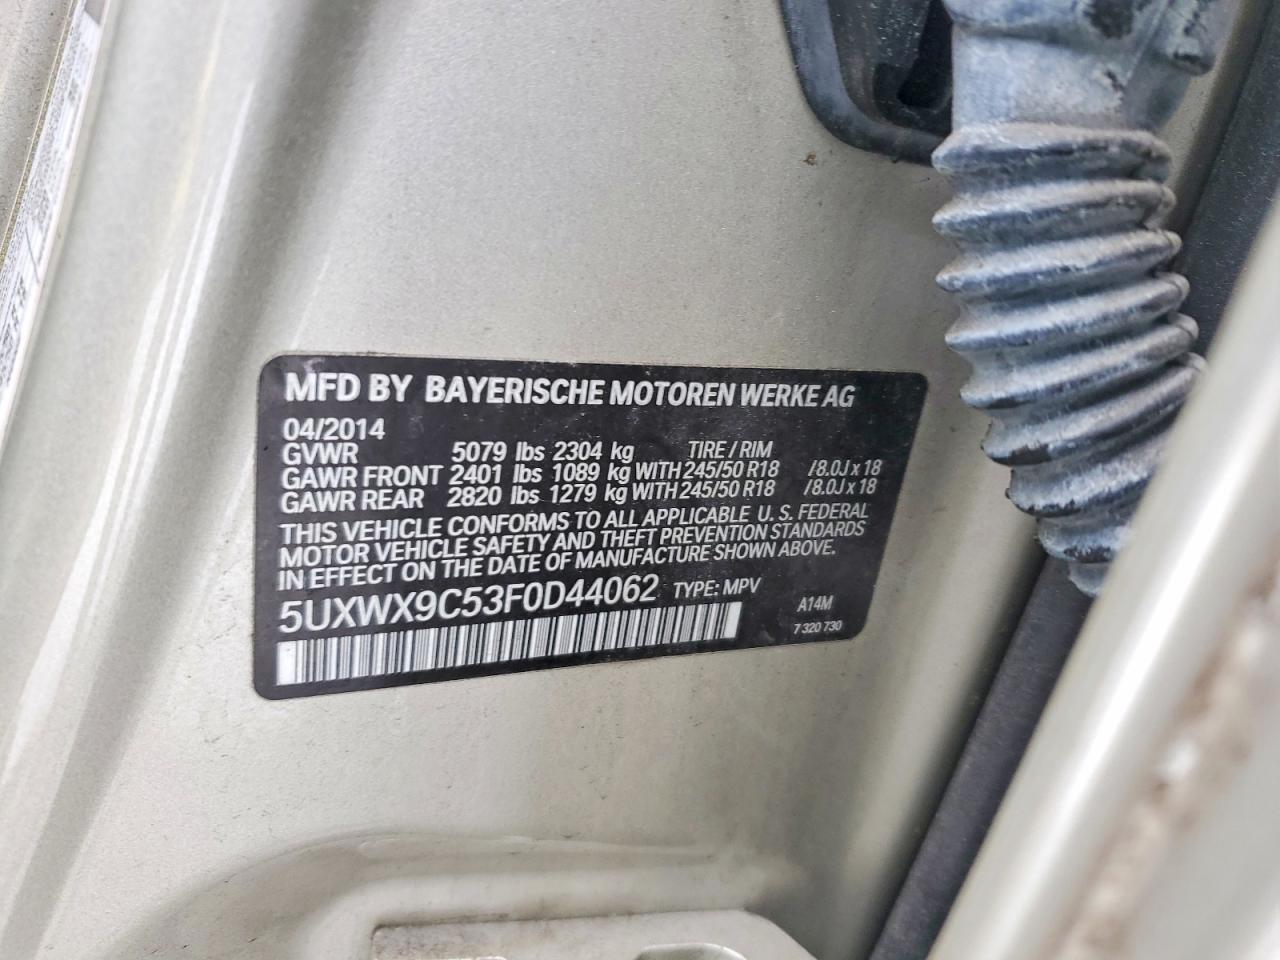 MFD BY BAYERISCHE MOTOREN WERKE AG
04/2014
GVWR 5079 lbs 2304 kg TIRE / RIM
GAWR FRONT 2401 lbs 1089 kg WITH 245/50 R18 /8.0J x 18
GAWR REAR 2820 lbs 1279 kg WITH 245/50 R18 /8.0J x 18
THIS VEHICLE CONFORMS TO ALL APPLICABLE U. S. FEDERAL
MOTOR VEHICLE SAFETY AND THEFT PREVENTION STANDARDS
IN EFFECT ON THE DATE OF MANUFACTURE SHOWN ABOVE.
5UXWX9C53F0D44062 TYPE: MPV
A14M
7 320 730